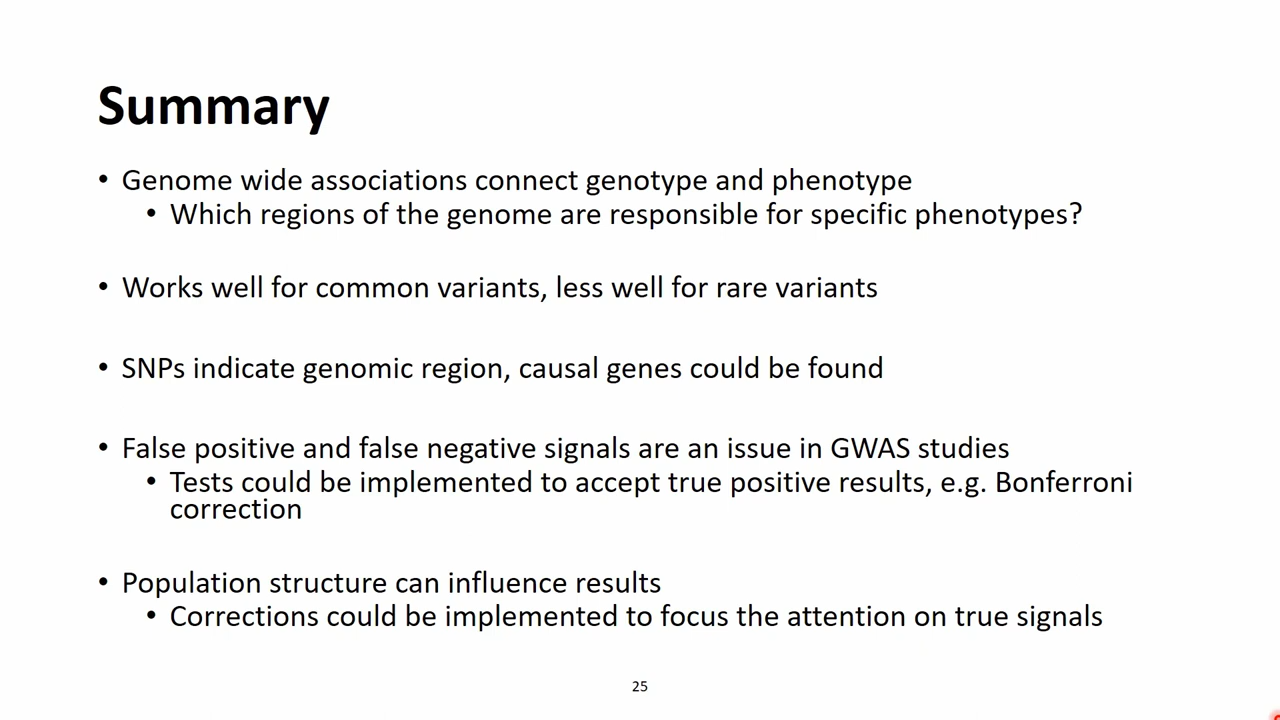 Summary
• Genome wide associations connect genotype and phenotype
• Which regions of the genome are responsible for specific phenotypes?
• Works well for common variants, less well for rare variants
• SNPs indicate genomic region, causal genes could be found
• False positive and false negative signals are an issue in GWAS studies
• Tests could be implemented to accept true positive results, e.g. Bonferroni
correction
• Population structure can influence results
• Corrections could be implemented to focus the attention on true signals
25